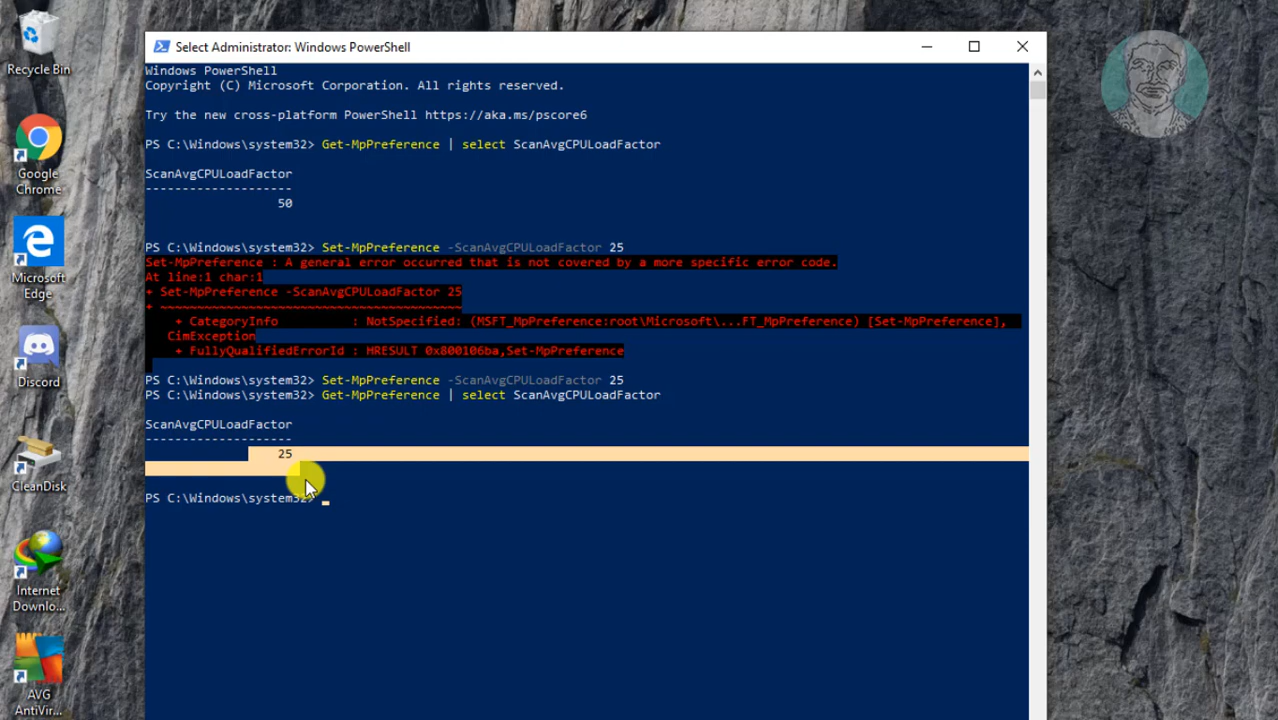 Recycle Bin
Google
Chrome
Microsoft
Edge
Discord
CleanDisk
Internet
Downlo...
AVG
AntiVir...
Select Administrator: Windows PowerShell
Windows PowerShell
Copyright (C) Microsoft Corporation. All rights reserved.
Try the new cross-platform PowerShell https://aka.ms/pscore6
PS C:\Windows\system32> Get-MpPreference | select ScanAvgCPULoadFactor
ScanAvgCPULoadFactor
--------------------
50
PS C:\Windows\system32> Set-MpPreference -ScanAvgCPULoadFactor 25
Set-MpPreference : A general error occurred that is not covered by a more specific error code.
At line:1 char:1
+ Set-MpPreference -ScanAvgCPULoadFactor 25
+ ~~~~~~~~~~~~~~~~~~~~~~~~~~~~~~~~~~~~~~~~~
+ CategoryInfo : NotSpecified: (MSFT_MpPreference:root\Microsoft\...FT_MpPreference) [Set-MpPreference],
CimException
+ FullyQualifiedErrorId : HRESULT 0x800106ba,Set-MpPreference
PS C:\Windows\system32> Set-MpPreference -ScanAvgCPULoadFactor 25
PS C:\Windows\system32> Get-MpPreference | select ScanAvgCPULoadFactor
ScanAvgCPULoadFactor
--------------------
25
PS C:\Windows\system32> _